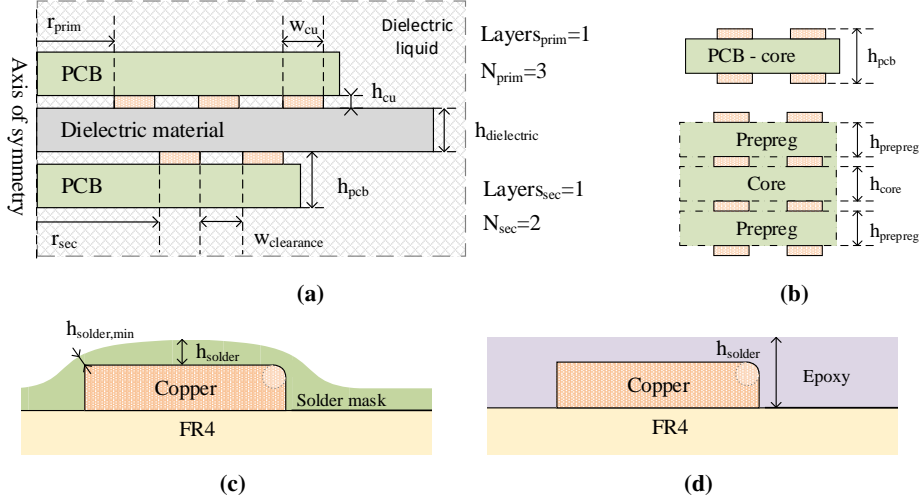 r_prim
w_cu
Dielectric
liquid
PCB
h_cu
Dielectric material
h_dielectric
PCB
h_pcb
r_sec
w_clearance
Axis of symmetry
Layers_prim=1
N_prim=3
Layers_sec=1
N_sec=2
(a)
PCB - core
h_pcb
Prepreg
h_prepreg
Core
h_core
Prepreg
h_prepreg
(b)
h_solder,min
h_solder
Copper
Solder mask
FR4
(c)
h_solder
Copper
Epoxy
FR4
(d)